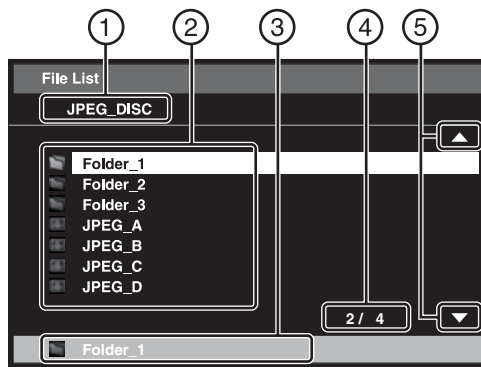 1 2 3 4 5
File List
JPEG_DISC
Folder_1
Folder_2
Folder_3
JPEG_A
JPEG_B
JPEG_C
JPEG_D
2/ 4
Folder_1